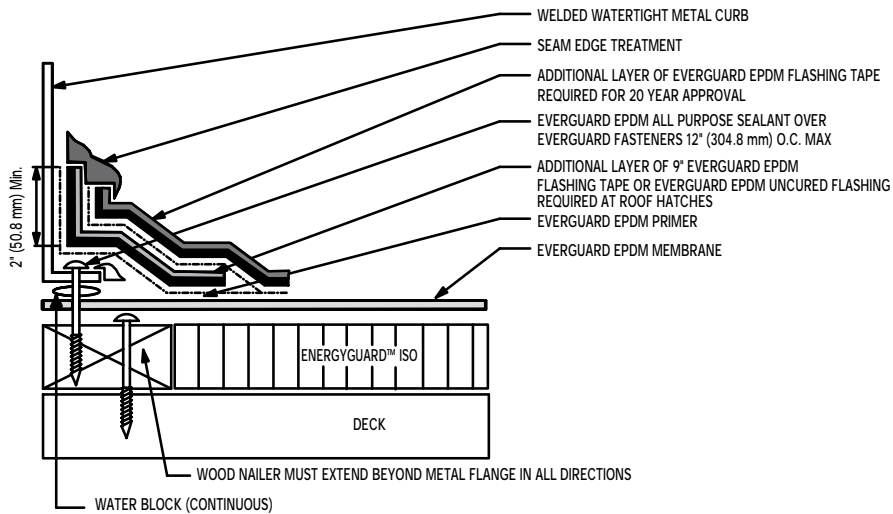 WELDED WATERTIGHT METAL CURB
SEAM EDGE TREATMENT
ADDITIONAL LAYER OF EVERGUARD EPDM FLASHING TAPE
REQUIRED FOR 20 YEAR APPROVAL
EVERGUARD EPDM ALL PURPOSE SEALANT OVER
EVERGUARD FASTENERS 12" (304.8 mm) O.C. MAX
ADDITIONAL LAYER OF 9" EVERGUARD EPDM
FLASHING TAPE OR EVERGUARD EPDM UNCURED FLASHING
REQUIRED AT ROOF HATCHES
EVERGUARD EPDM PRIMER
EVERGUARD EPDM MEMBRANE
2" (50.8 mm) Min.
ENERGYGUARD™ ISO
DECK
WOOD NAILER MUST EXTEND BEYOND METAL FLANGE IN ALL DIRECTIONS
WATER BLOCK (CONTINUOUS)